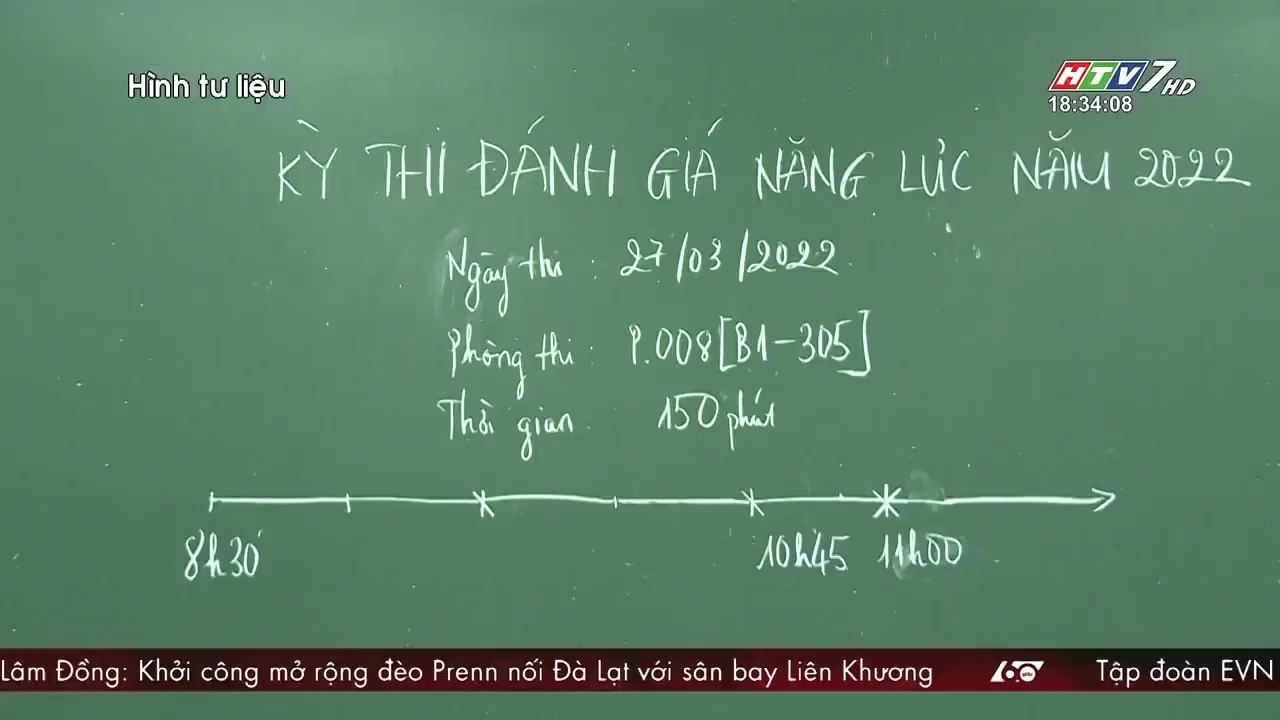 Hình tư liệu
HTV7 HD
18:34:08
KỲ THI ĐÁNH GIÁ NĂNG LỰC NĂM 2022
Ngày thi : 27/03/2022
Phòng thi : P.008[B1-305]
Thời gian : 150 phút
8h30'
10h45 11h00
Lâm Đồng: Khởi công mở rộng đèo Prenn nối Đà Lạt với sân bay Liên Khương 60 giây Tập đoàn EVN